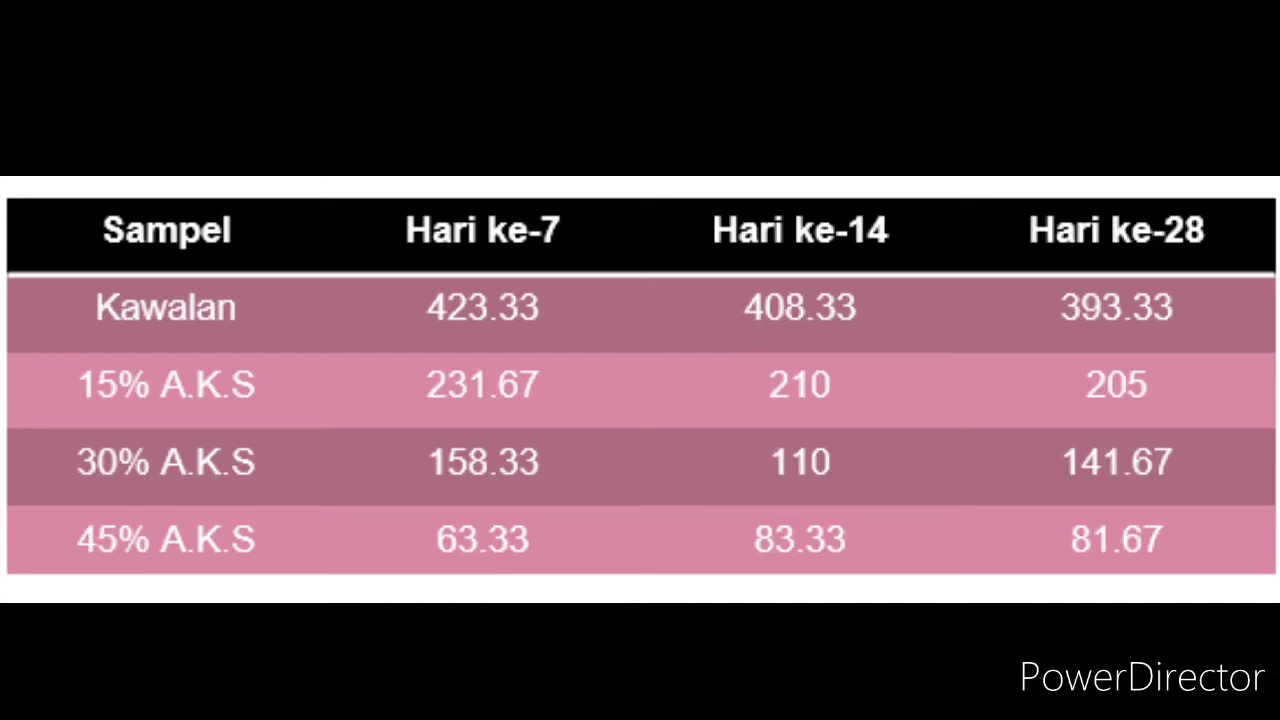 Sampel Hari ke-7 Hari ke-14 Hari ke-28
Kawalan 423.33 408.33 393.33
15% A.K.S 231.67 210 205
30% A.K.S 158.33 110 141.67
45% A.K.S 63.33 83.33 81.67
PowerDirector